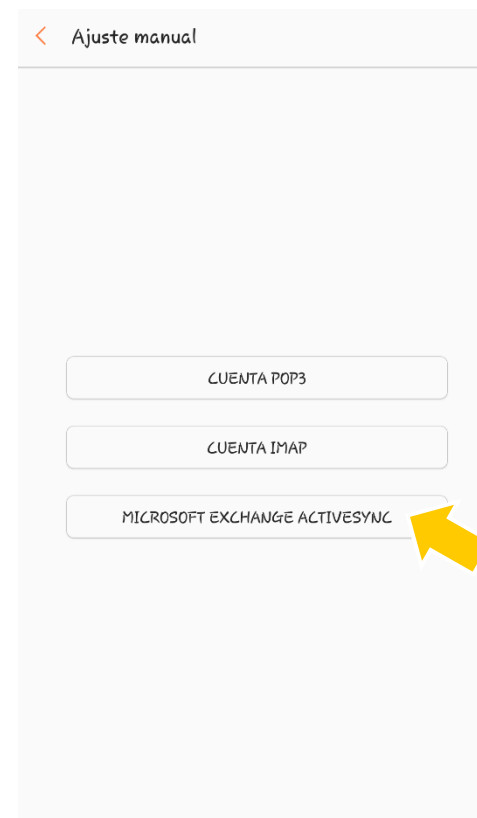 Ajuste manual
CUENTA POP3
CUENTA IMAP
MICROSOFT EXCHANGE ACTIVESYNC